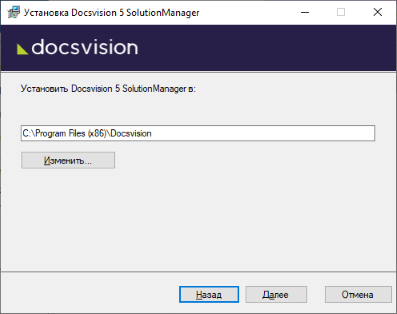 Установка Docsvision 5 SolutionManager
docsvision
Установить Docsvision 5 SolutionManager в:
C:\Program Files (x86)\Docsvision
Изменить...
Назад
Далее
Отмена